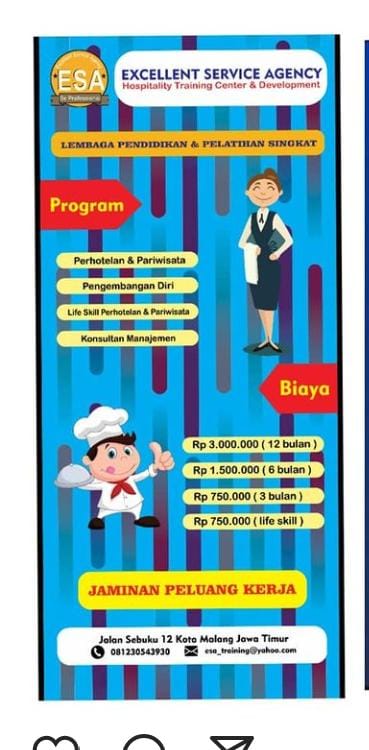 ESA
Be Professional
EXCELLENT SERVICE AGENCY
Hospitality Training Center & Development
LEMBAGA PENDIDIKAN & PELATIHAN SINGKAT
Program
Perhotelan & Pariwisata
Pengembangan Diri
Life Skill Perhotelan & Pariwisata
Konsultan Manajemen
Biaya
Rp 3.000.000 ( 12 bulan )
Rp 1.500.000 ( 6 bulan )
Rp 750.000 ( 3 bulan )
Rp 750.000 ( life skill )
JAMINAN PELUANG KERJA
Jalan Sebuku 12 Kota Malang Jawa Timur
081230543930 esa_training@yahoo.com